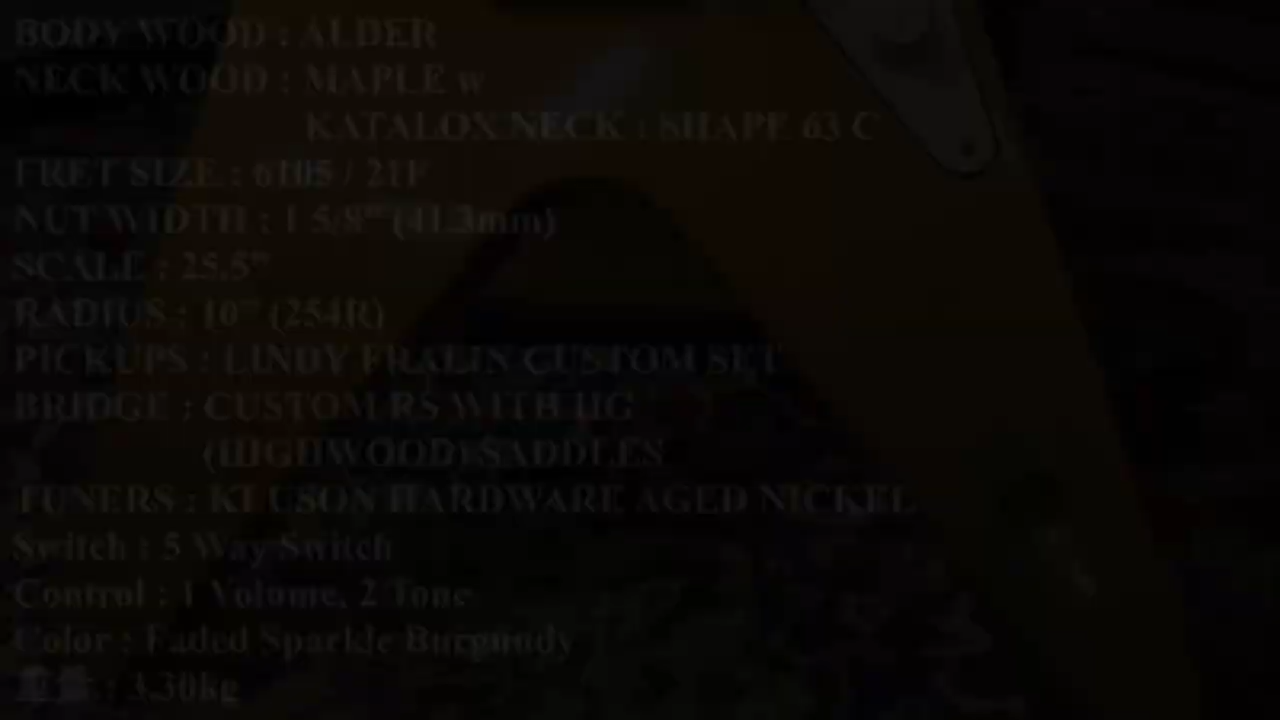 BODY WOOD : ALDER
NECK WOOD : MAPLE w
KATALOX NECK : SHAPE 63 C
FRET SIZE : 6105 / 21F
NUT WIDTH : 1 5/8" (41.3mm)
SCALE : 25.5"
RADIUS : 10" (254R)
PICKUPS : LINDY FRALIN CUSTOM SET
BRIDGE : CUSTOM RS WITH HG
(HIGHWOOD) SADDLES
TUNERS : KLUSON HARDWARE AGED NICKEL
Switch : 5 Way Switch
Control : 1 Volume, 2 Tone
Color : Faded Sparkle Burgundy
: 3.30kg